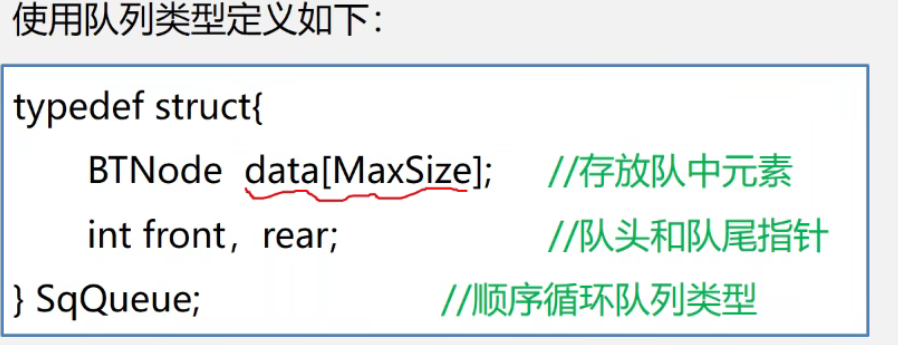 使用队列类型定义如下：
typedef struct{
BTNode data[MaxSize]; //存放队中元素
int front，rear; //队头和队尾指针
} SqQueue; //顺序循环队列类型